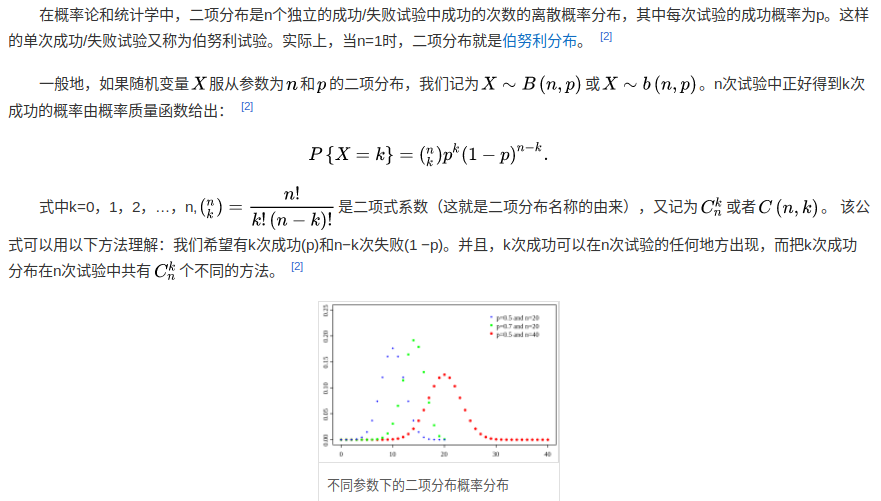 在概率论和统计学中，二项分布是n个独立的成功/失败试验中成功的次数的离散概率分布，其中每次试验的成功概率为p。这样
的单次成功/失败试验又称为伯努利试验。实际上，当n=1时，二项分布就是伯努利分布。 [2]
一般地，如果随机变量X服从参数为n和p的二项分布，我们记为X ∼ B (n, p) 或X ∼ b (n, p) 。n次试验中正好得到k次
成功的概率由概率质量函数给出： [2]
P {X = k} = (n k) p^k (1 − p)^{n−k}.
式中k=0，1，2，…，n, (n k) = n! / k! (n − k)! 是二项式系数（这就是二项分布名称的由来），又记为 C_n^k 或者C (n, k) 。 该公
式可以用以下方法理解：我们希望有k次成功(p)和n−k次失败(1 −p)。并且，k次成功可以在n次试验的任何地方出现，而把k次成功
分布在n次试验中共有 C_n^k 个不同的方法。 [2]
p=0.5 and n=20
p=0.7 and n=20
p=0.5 and n=40
0.25
0.20
0.15
0.10
0.05
0.00
0 10 20 30 40
不同参数下的二项分布概率分布